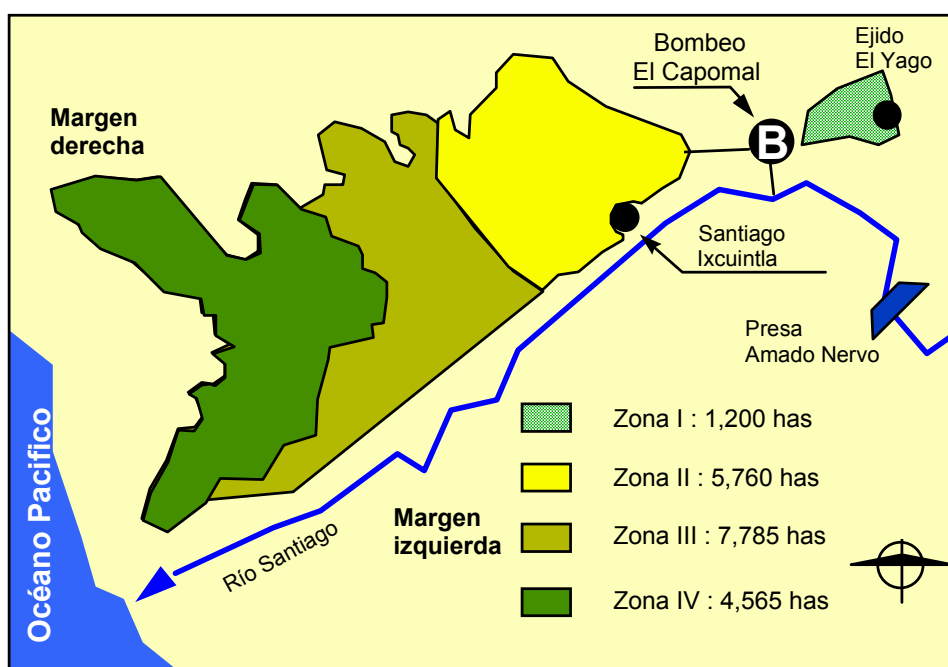 Bombeo
El Capomal
Ejido
El Yago
B
Margen
derecha
Santiago
Ixcuintla
Presa
Amado Nervo
Zona I : 1,200 has
Zona II : 5,760 has
Zona III : 7,785 has
Zona IV : 4,565 has
Margen
izquierda
Río Santiago
Océano Pacifico